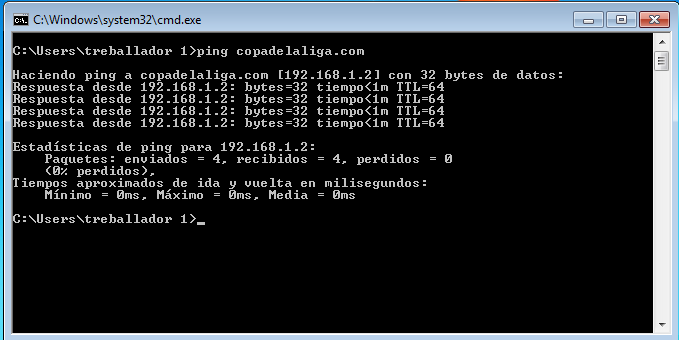 C:\Windows\system32\cmd.exe
C:\Users\treballador 1>ping copadelaliga.com
Haciendo ping a copadelaliga.com [192.168.1.2] con 32 bytes de datos:
Respuesta desde 192.168.1.2: bytes=32 tiempo<1m TTL=64
Respuesta desde 192.168.1.2: bytes=32 tiempo<1m TTL=64
Respuesta desde 192.168.1.2: bytes=32 tiempo<1m TTL=64
Respuesta desde 192.168.1.2: bytes=32 tiempo<1m TTL=64
Estadísticas de ping para 192.168.1.2:
Paquetes: enviados = 4, recibidos = 4, perdidos = 0
(0% perdidos),
Tiempos aproximados de ida y vuelta en milisegundos:
Mínimo = 0ms, Máximo = 0ms, Media = 0ms
C:\Users\treballador 1>_